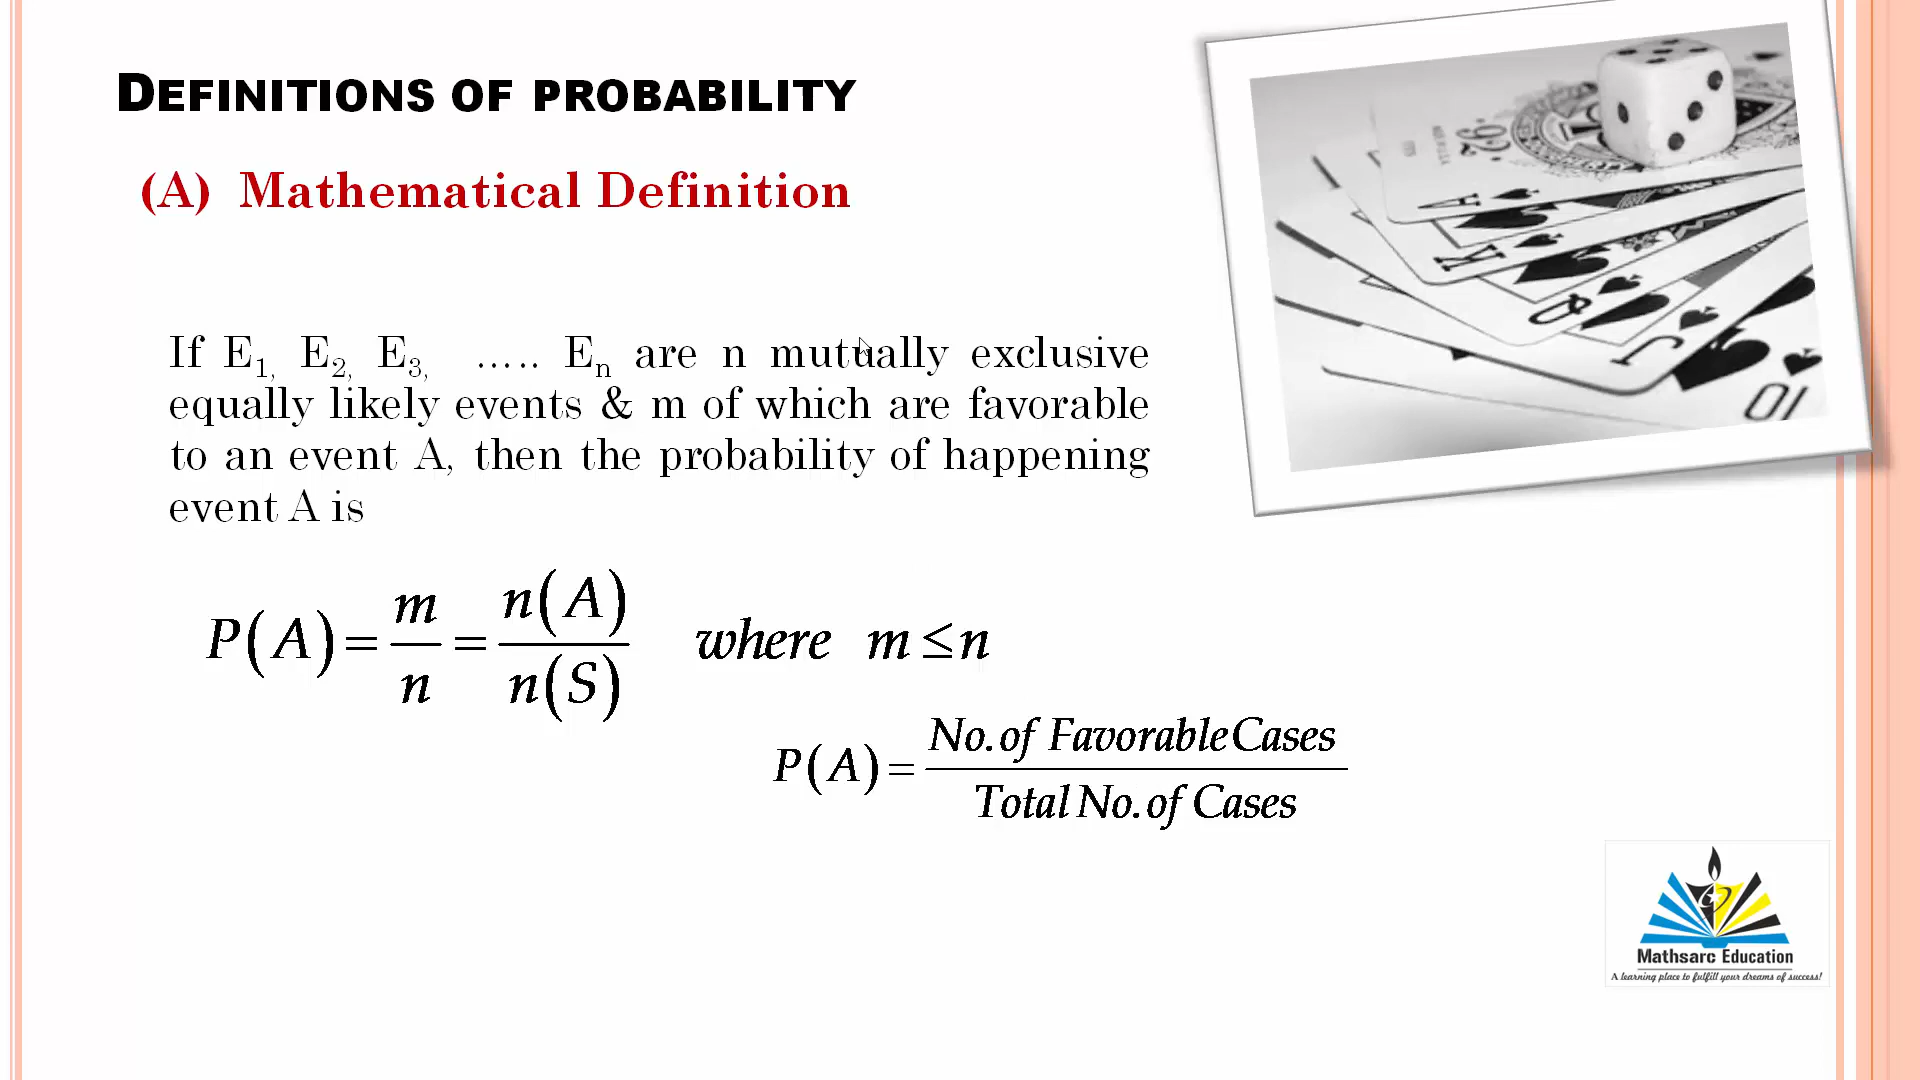 DEFINITIONS OF PROBABILITY
(A) Mathematical Definition
If E1, E2, E3, ..... En are n mutually exclusive
equally likely events & m of which are favorable
to an event A, then the probability of happening
event A is
P(A) = m/n = n(A)/n(S) where m ≤ n
P(A) = No. of Favorable Cases / Total No. of Cases
A
K
Q
J
10
Mathsarc Education
A learning place to fulfill your dreams of success!